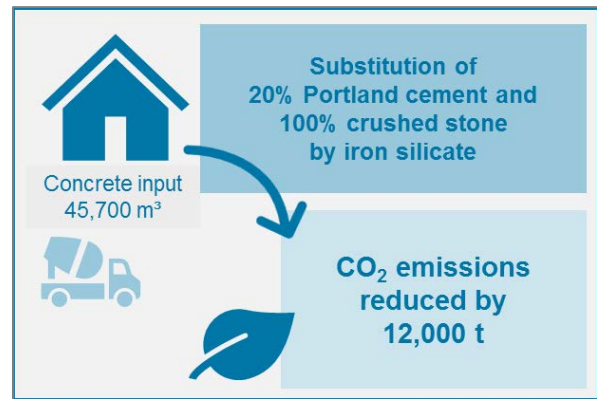 Substitution of
20% Portland cement and
100% crushed stone
by iron silicate
Concrete input
45,700 m³
CO₂ emissions
reduced by
12,000 t